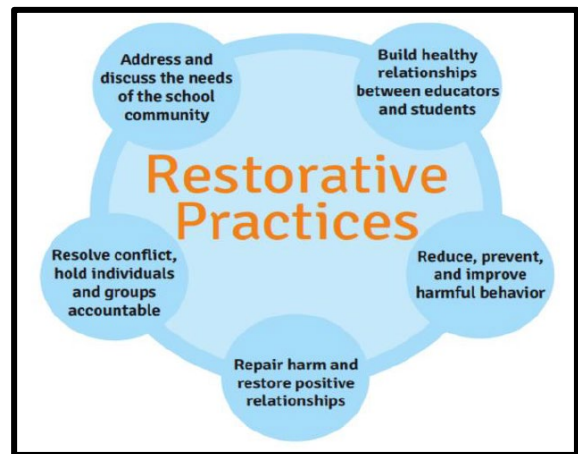 Address and
discuss the needs
of the school
community
Build healthy
relationships
between educators
and students
Restorative
Practices
Resolve conflict,
hold individuals
and groups
accountable
Reduce, prevent,
and improve
harmful behavior
Repair harm and
restore positive
relationships